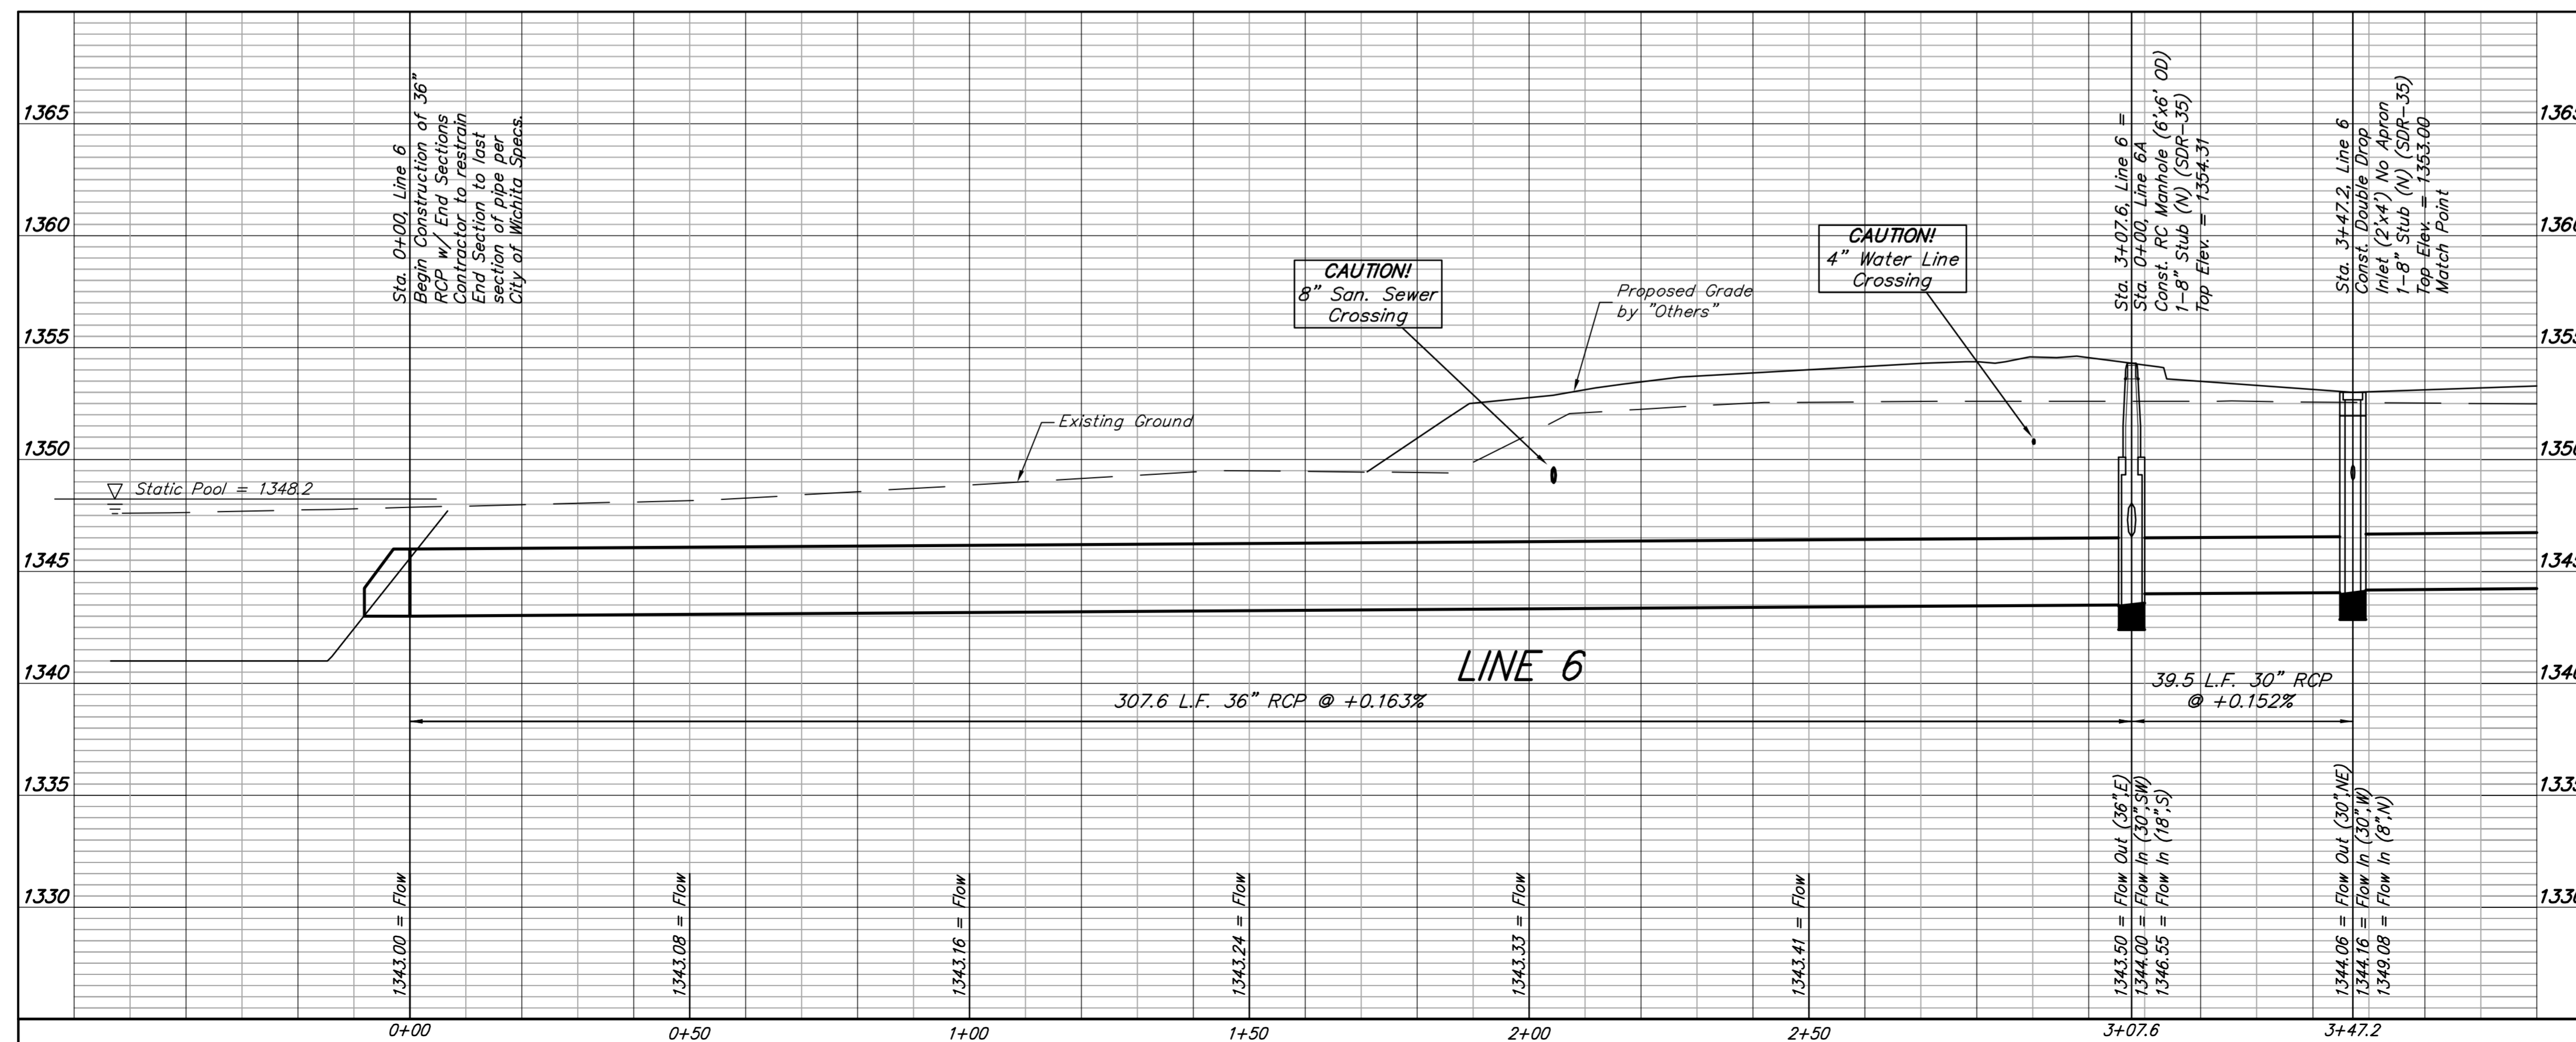 1365
1360
1355
1350
1345
1340
1335
1330
Sta. 0+00, Line 6
Begin Construction of 36"
RCP w/ End Sections
Contractor to restrain
End Section to last
section of pipe per
City of Wichita Specs.
Static Pool = 1348.2
Existing Ground
CAUTION!
8" San. Sewer
Crossing
Proposed Grade
by "Others"
CAUTION!
4" Water Line
Crossing
Sta. 3+07.6, Line 6 =
Sta. 0+00, Line 6A
Const. RC Manhole (6'x6' OD)
1-8" Stub (N) (SDR-35)
Top Elev. = 1354.31
Sta. 3+47.2, Line 6
Const. Double Drop
Inlet (2'x4') No Apron
1-8" Stub (N) (SDR-35)
Top Elev. = 1353.00
Match Point
LINE 6
307.6 L.F. 36" RCP @ +0.163%
39.5 L.F. 30" RCP
@ +0.152%
1343.00 = Flow
1343.08 = Flow
1343.16 = Flow
1343.24 = Flow
1343.33 = Flow
1343.41 = Flow
1343.50 = Flow Out (36",E)
1344.00 = Flow In (30",SW)
1346.55 = Flow In (18",S)
1344.06 = Flow Out (30",NE)
1344.16 = Flow In (30",W)
1349.08 = Flow In (8",N)
0+00
0+50
1+00
1+50
2+00
2+50
3+07.6
3+47.2